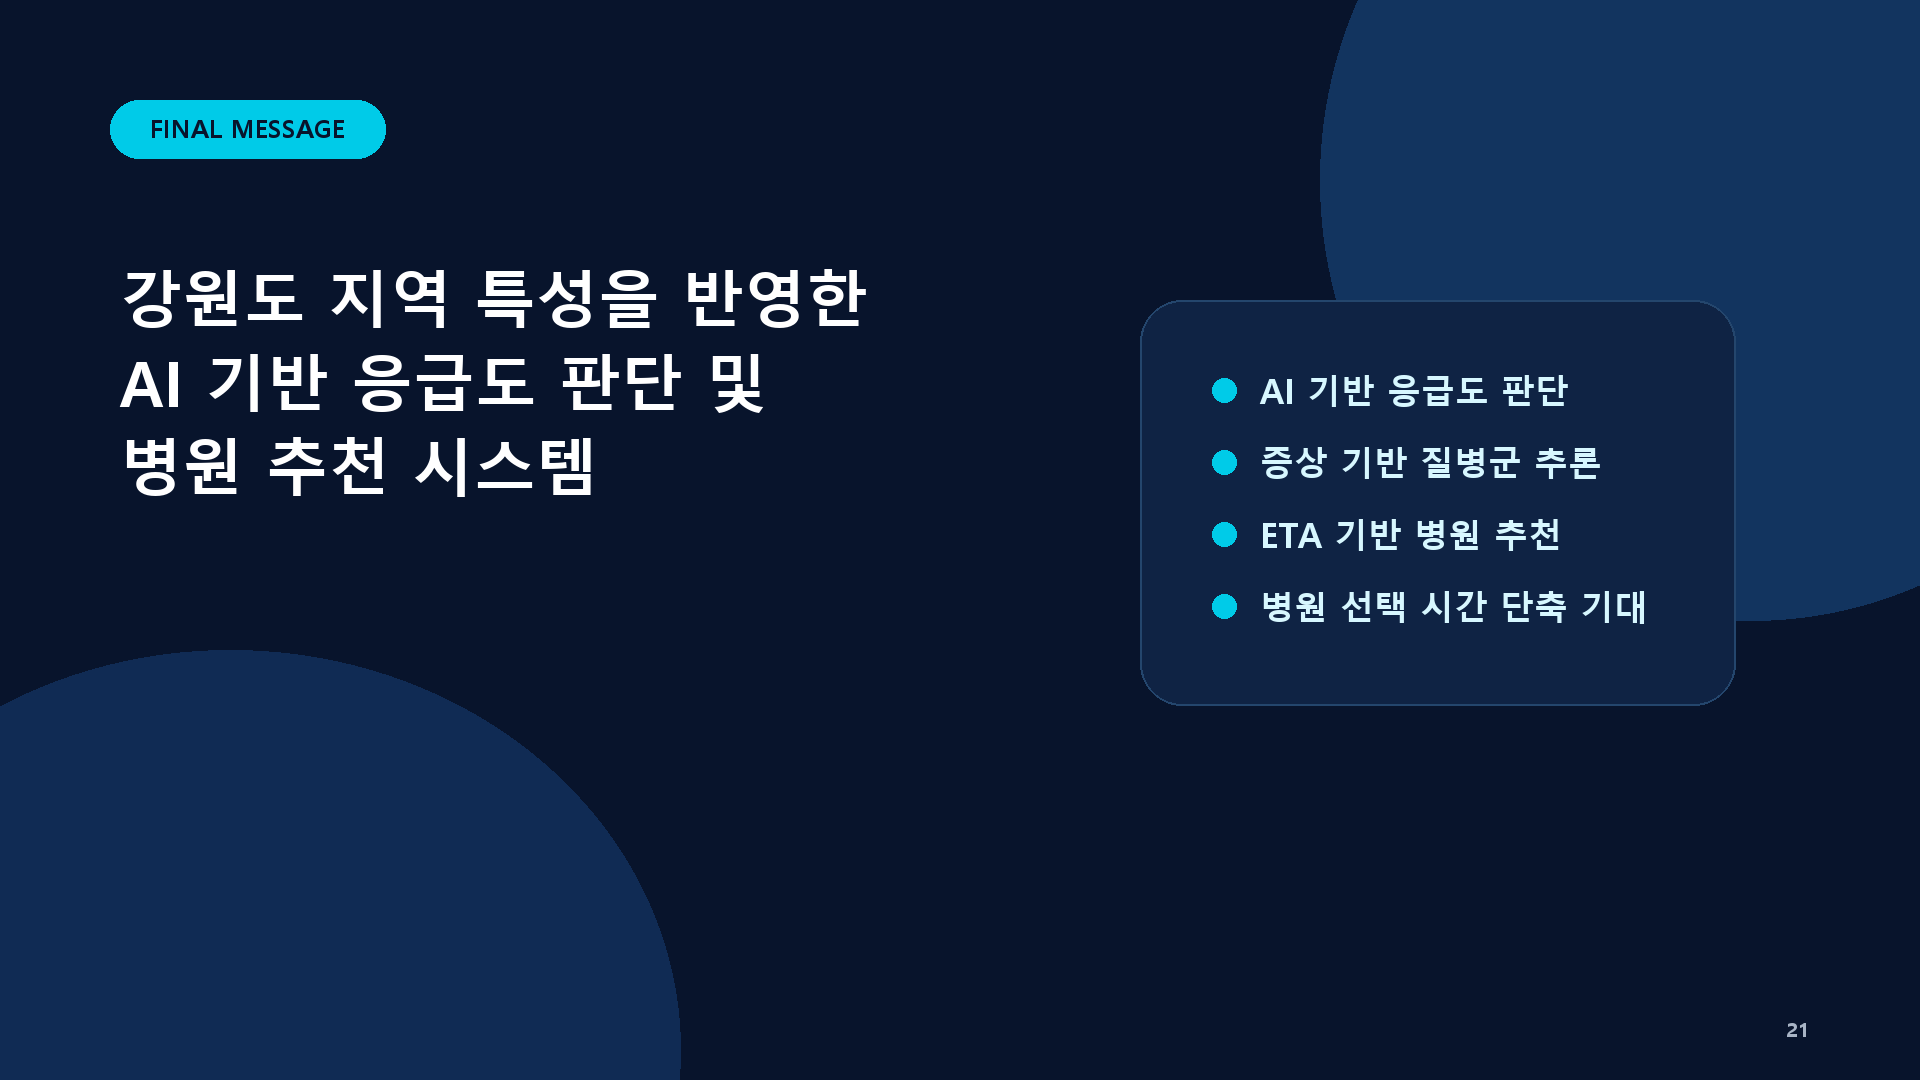 FINAL MESSAGE
강원도 지역 특성을 반영한
AI 기반 응급도 판단 및
병원 추천 시스템
AI 기반 응급도 판단
증상 기반 질병군 추론
ETA 기반 병원 추천
병원 선택 시간 단축 기대
21